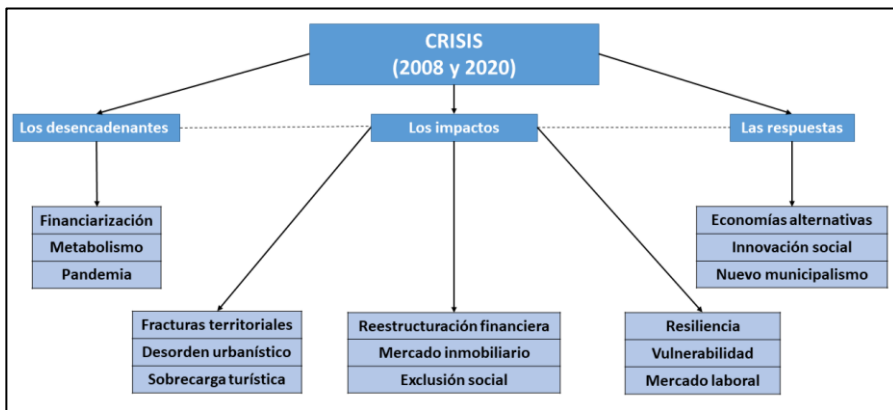 CRISIS
(2008 y 2020)
Los desencadenantes
Los impactos
Las respuestas
Financiarización
Metabolismo
Pandemia
Economías alternativas
Innovación social
Nuevo municipalismo
Fracturas territoriales
Desorden urbanístico
Sobrecarga turística
Reestructuración financiera
Mercado inmobiliario
Exclusión social
Resiliencia
Vulnerabilidad
Mercado laboral